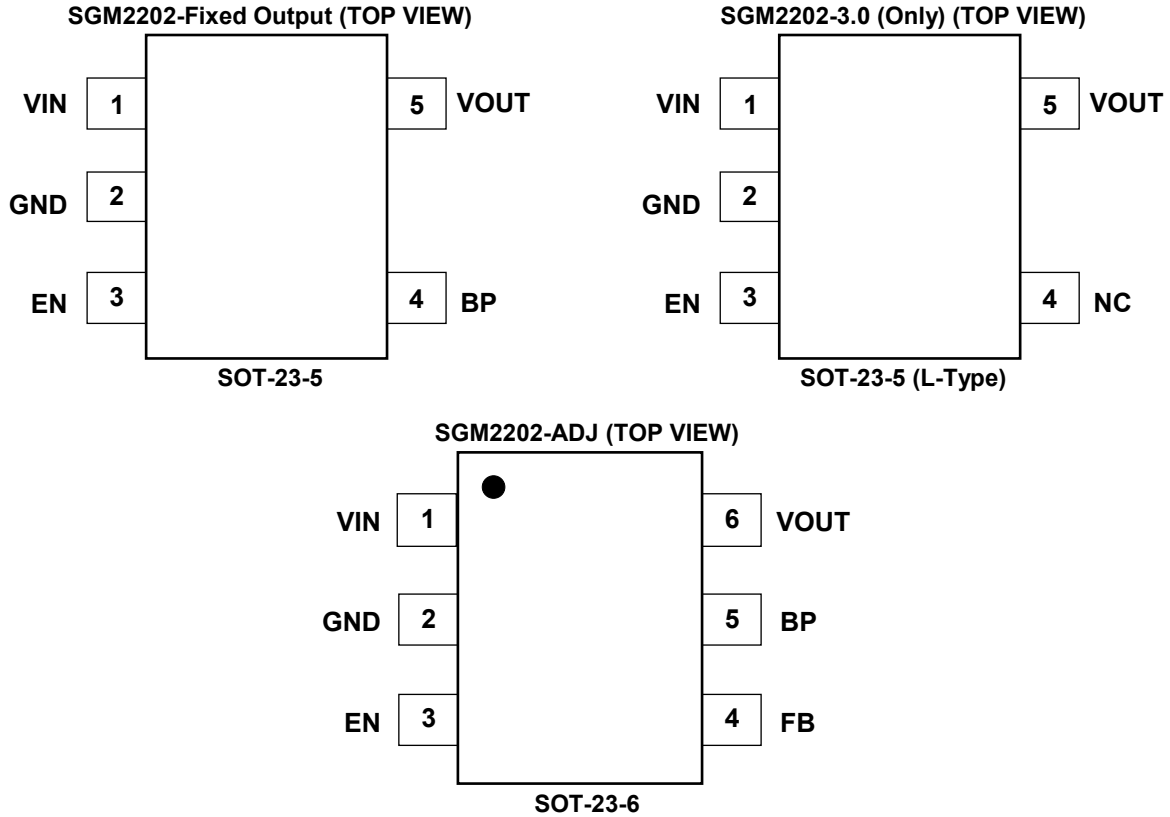 SGM2202-Fixed Output (TOP VIEW)
VIN 1 5 VOUT
GND 2
EN 3 4 BP
SOT-23-5
SGM2202-3.0 (Only) (TOP VIEW)
VIN 1 5 VOUT
GND 2
EN 3 4 NC
SOT-23-5 (L-Type)
SGM2202-ADJ (TOP VIEW)
VIN 1 6 VOUT
GND 2 5 BP
EN 3 4 FB
SOT-23-6